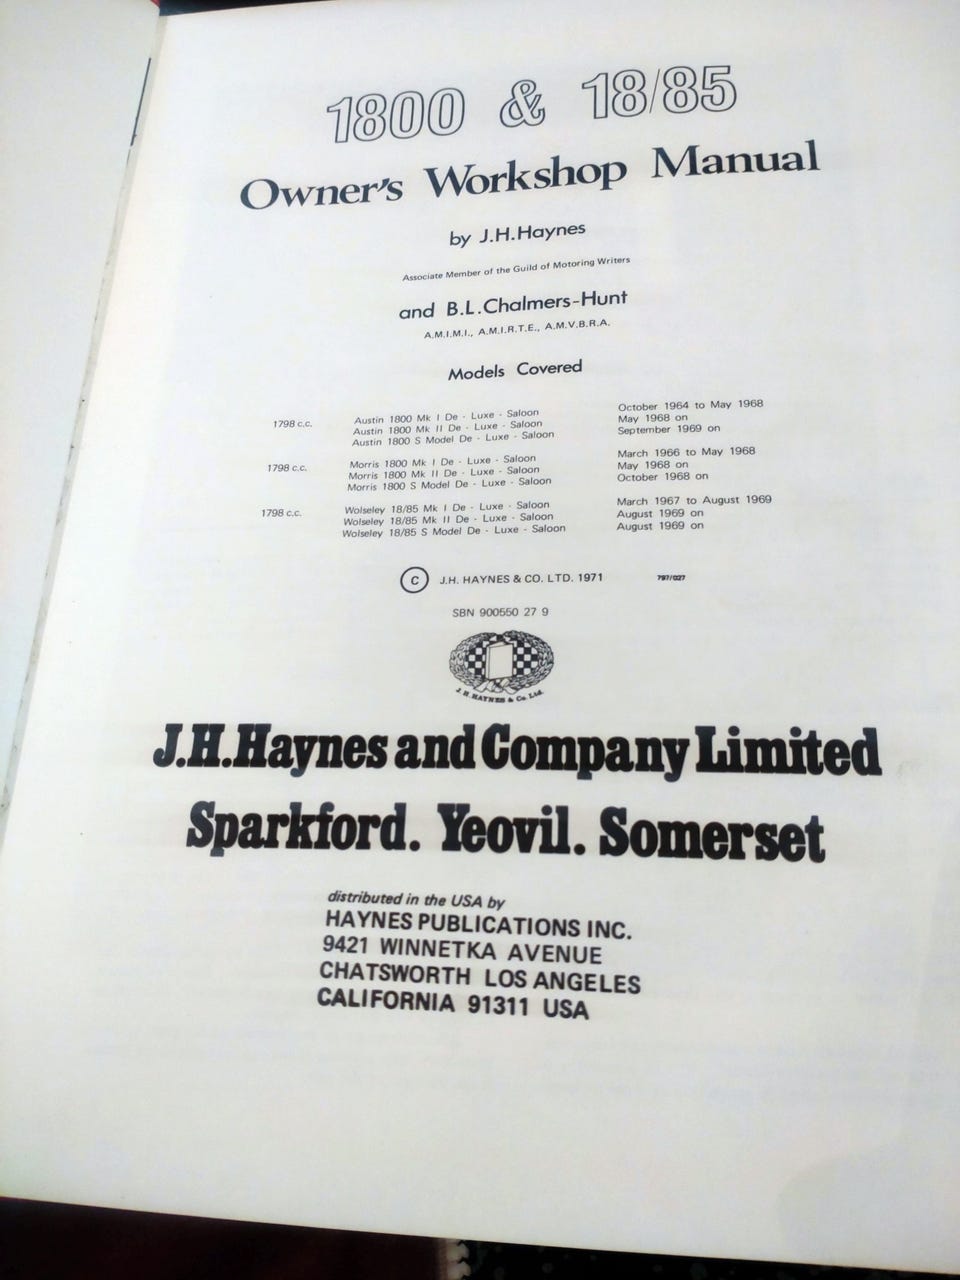 1800 & 18/85
Owner's Workshop Manual
by J.H.Haynes
Associate Member of the Guild of Motoring Writers
and B.L.Chalmers-Hunt
A.M.I.M.I., A.M.I.R.T.E., A.M.V.B.R.A.
Models Covered
1798 c.c. Austin 1800 Mk I De - Luxe - Saloon October 1964 to May 1968
Austin 1800 Mk II De - Luxe - Saloon May 1968 on
Austin 1800 S Model De - Luxe - Saloon September 1969 on
1798 c.c. Morris 1800 Mk I De - Luxe - Saloon March 1966 to May 1968
Morris 1800 Mk II De - Luxe - Saloon May 1968 on
Morris 1800 S Model De - Luxe - Saloon October 1968 on
1798 c.c. Wolseley 18/85 Mk I De - Luxe - Saloon March 1967 to August 1969
Wolseley 18/85 Mk II De - Luxe - Saloon August 1969 on
Wolseley 18/85 S Model De - Luxe - Saloon August 1969 on
© J.H. HAYNES & CO. LTD. 1971 797/027
SBN 900550 27 9
J. H. HAYNES & Co. Ltd.
J.H.Haynes and Company Limited
Sparkford. Yeovil. Somerset
distributed in the USA by
HAYNES PUBLICATIONS INC.
9421 WINNETKA AVENUE
CHATSWORTH LOS ANGELES
CALIFORNIA 91311 USA